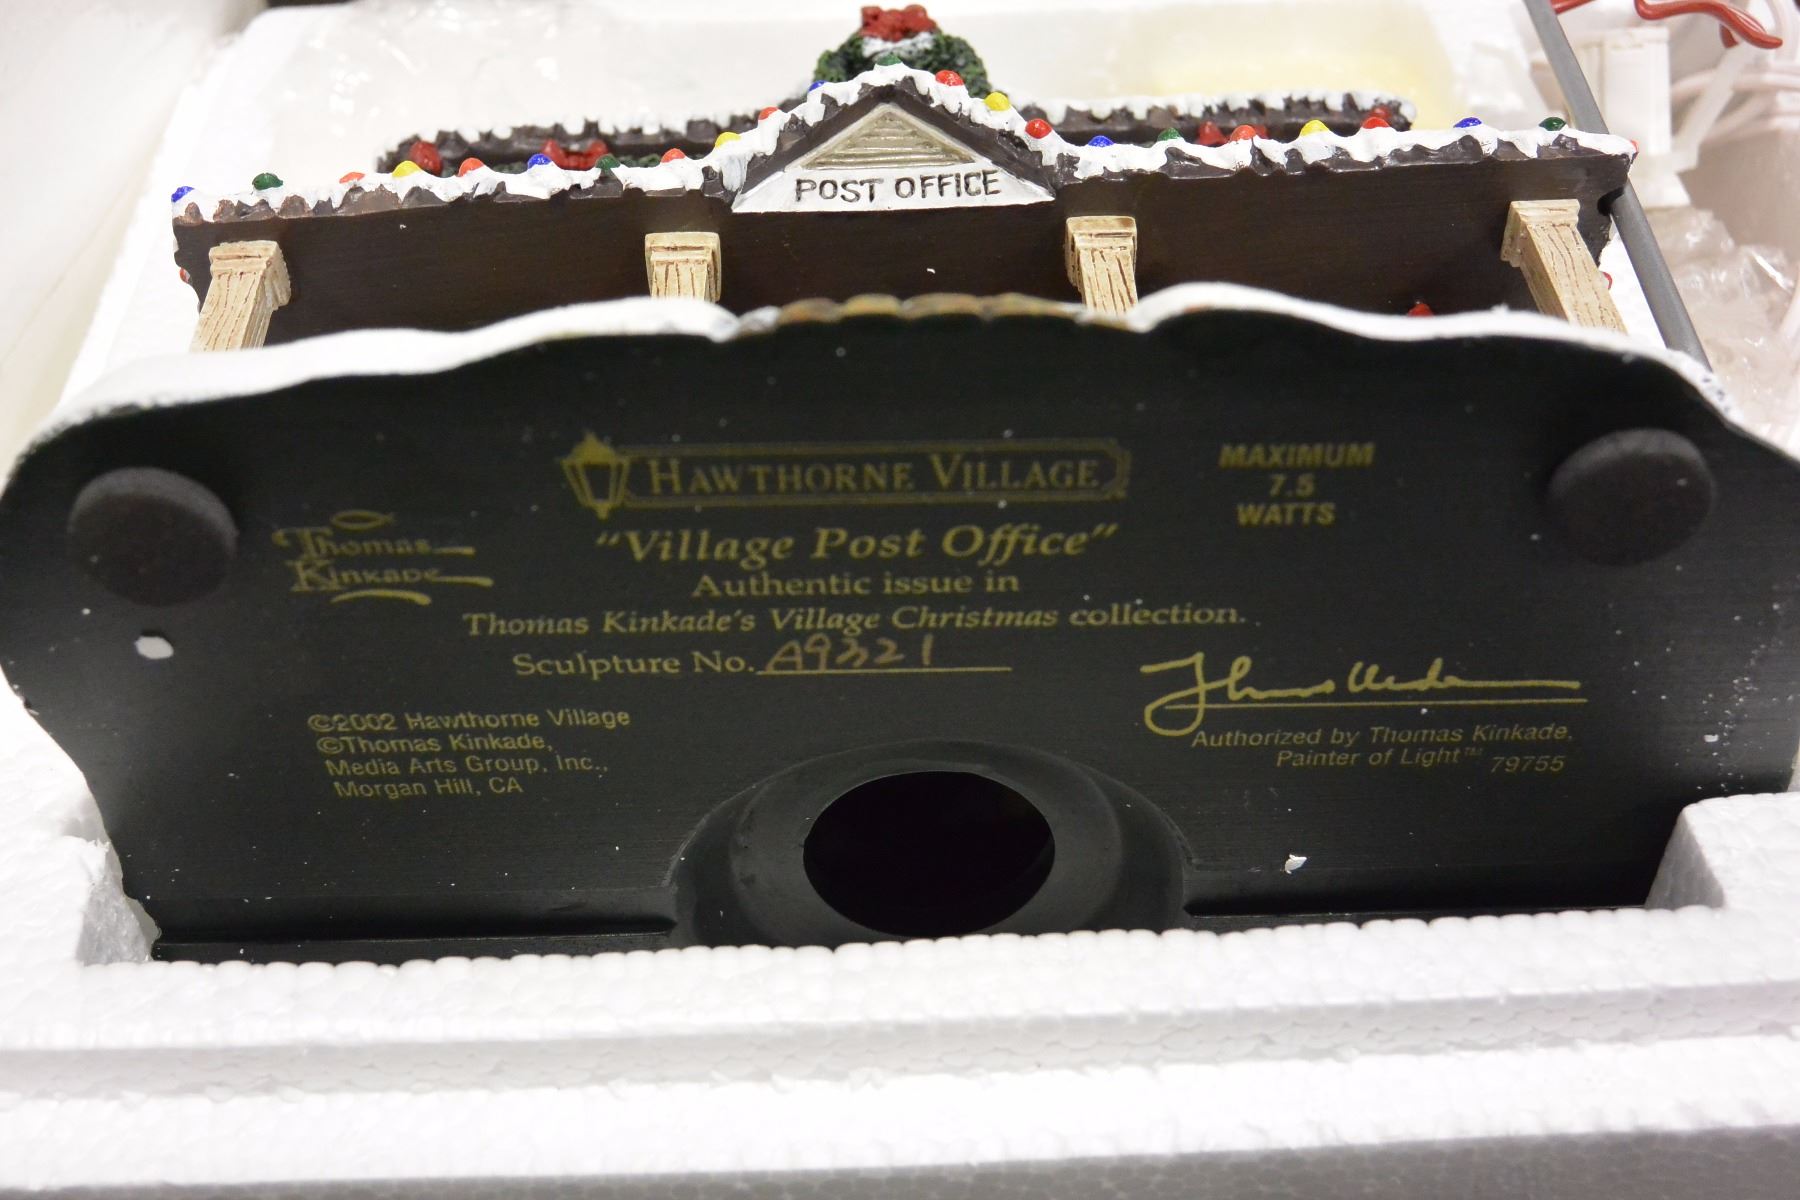 POST OFFICE
HAWTHORNE VILLAGE
MAXIMUM
7.5
WATTS
Thomas
Kinkade
"Village Post Office"
Authentic issue in
Thomas Kinkade's Village Christmas collection.
Sculpture No. A9321
©2002 Hawthorne Village
©Thomas Kinkade,
Media Arts Group, Inc.,
Morgan Hill, CA
Authorized by Thomas Kinkade,
Painter of Light™ 79755